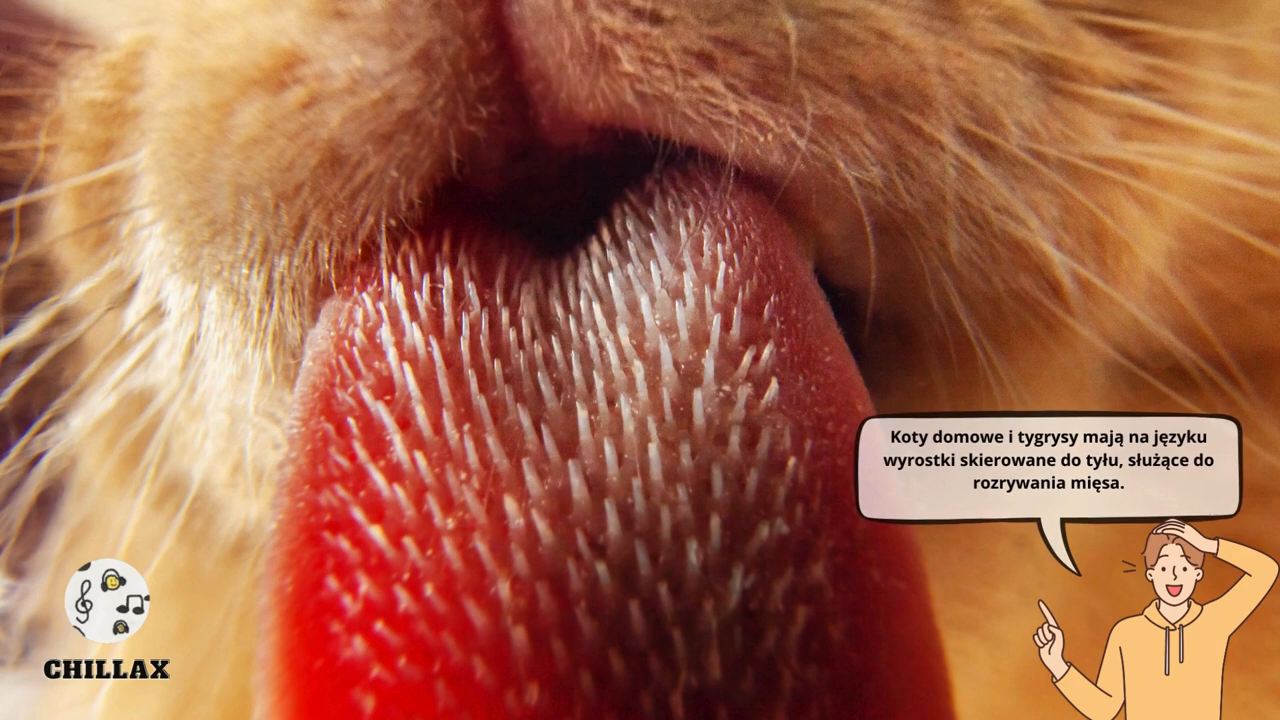 Koty domowe i tygrysy mają na języku
wyrostki skierowane do tyłu, służące do
rozrywania mięsa.
CHILLAX